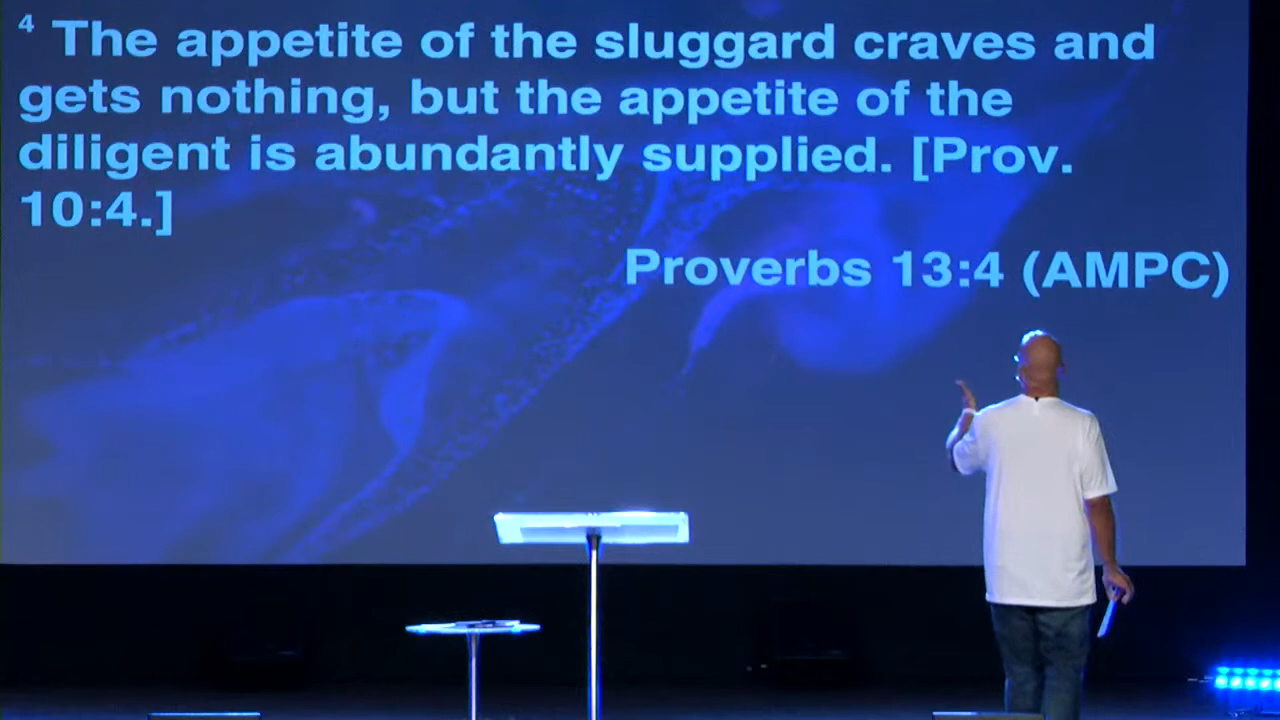 4 The appetite of the sluggard craves and
gets nothing, but the appetite of the
diligent is abundantly supplied. [Prov.
10:4.]
Proverbs 13:4 (AMPC)